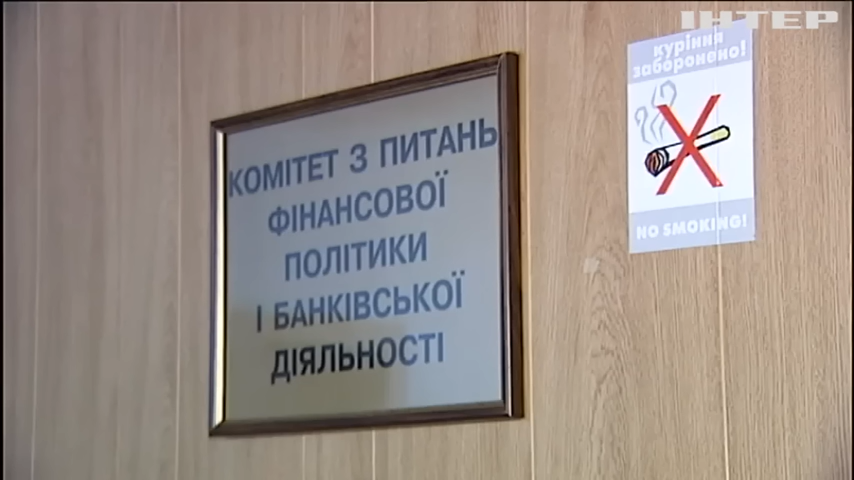 ІНТЕР
куріння
заборонено!
NO SMOKING!
КОМІТЕТ З ПИТАНЬ
ФІНАНСОВОЇ
ПОЛІТИКИ
І БАНКІВСЬКОЇ
ДІЯЛЬНОСТІ